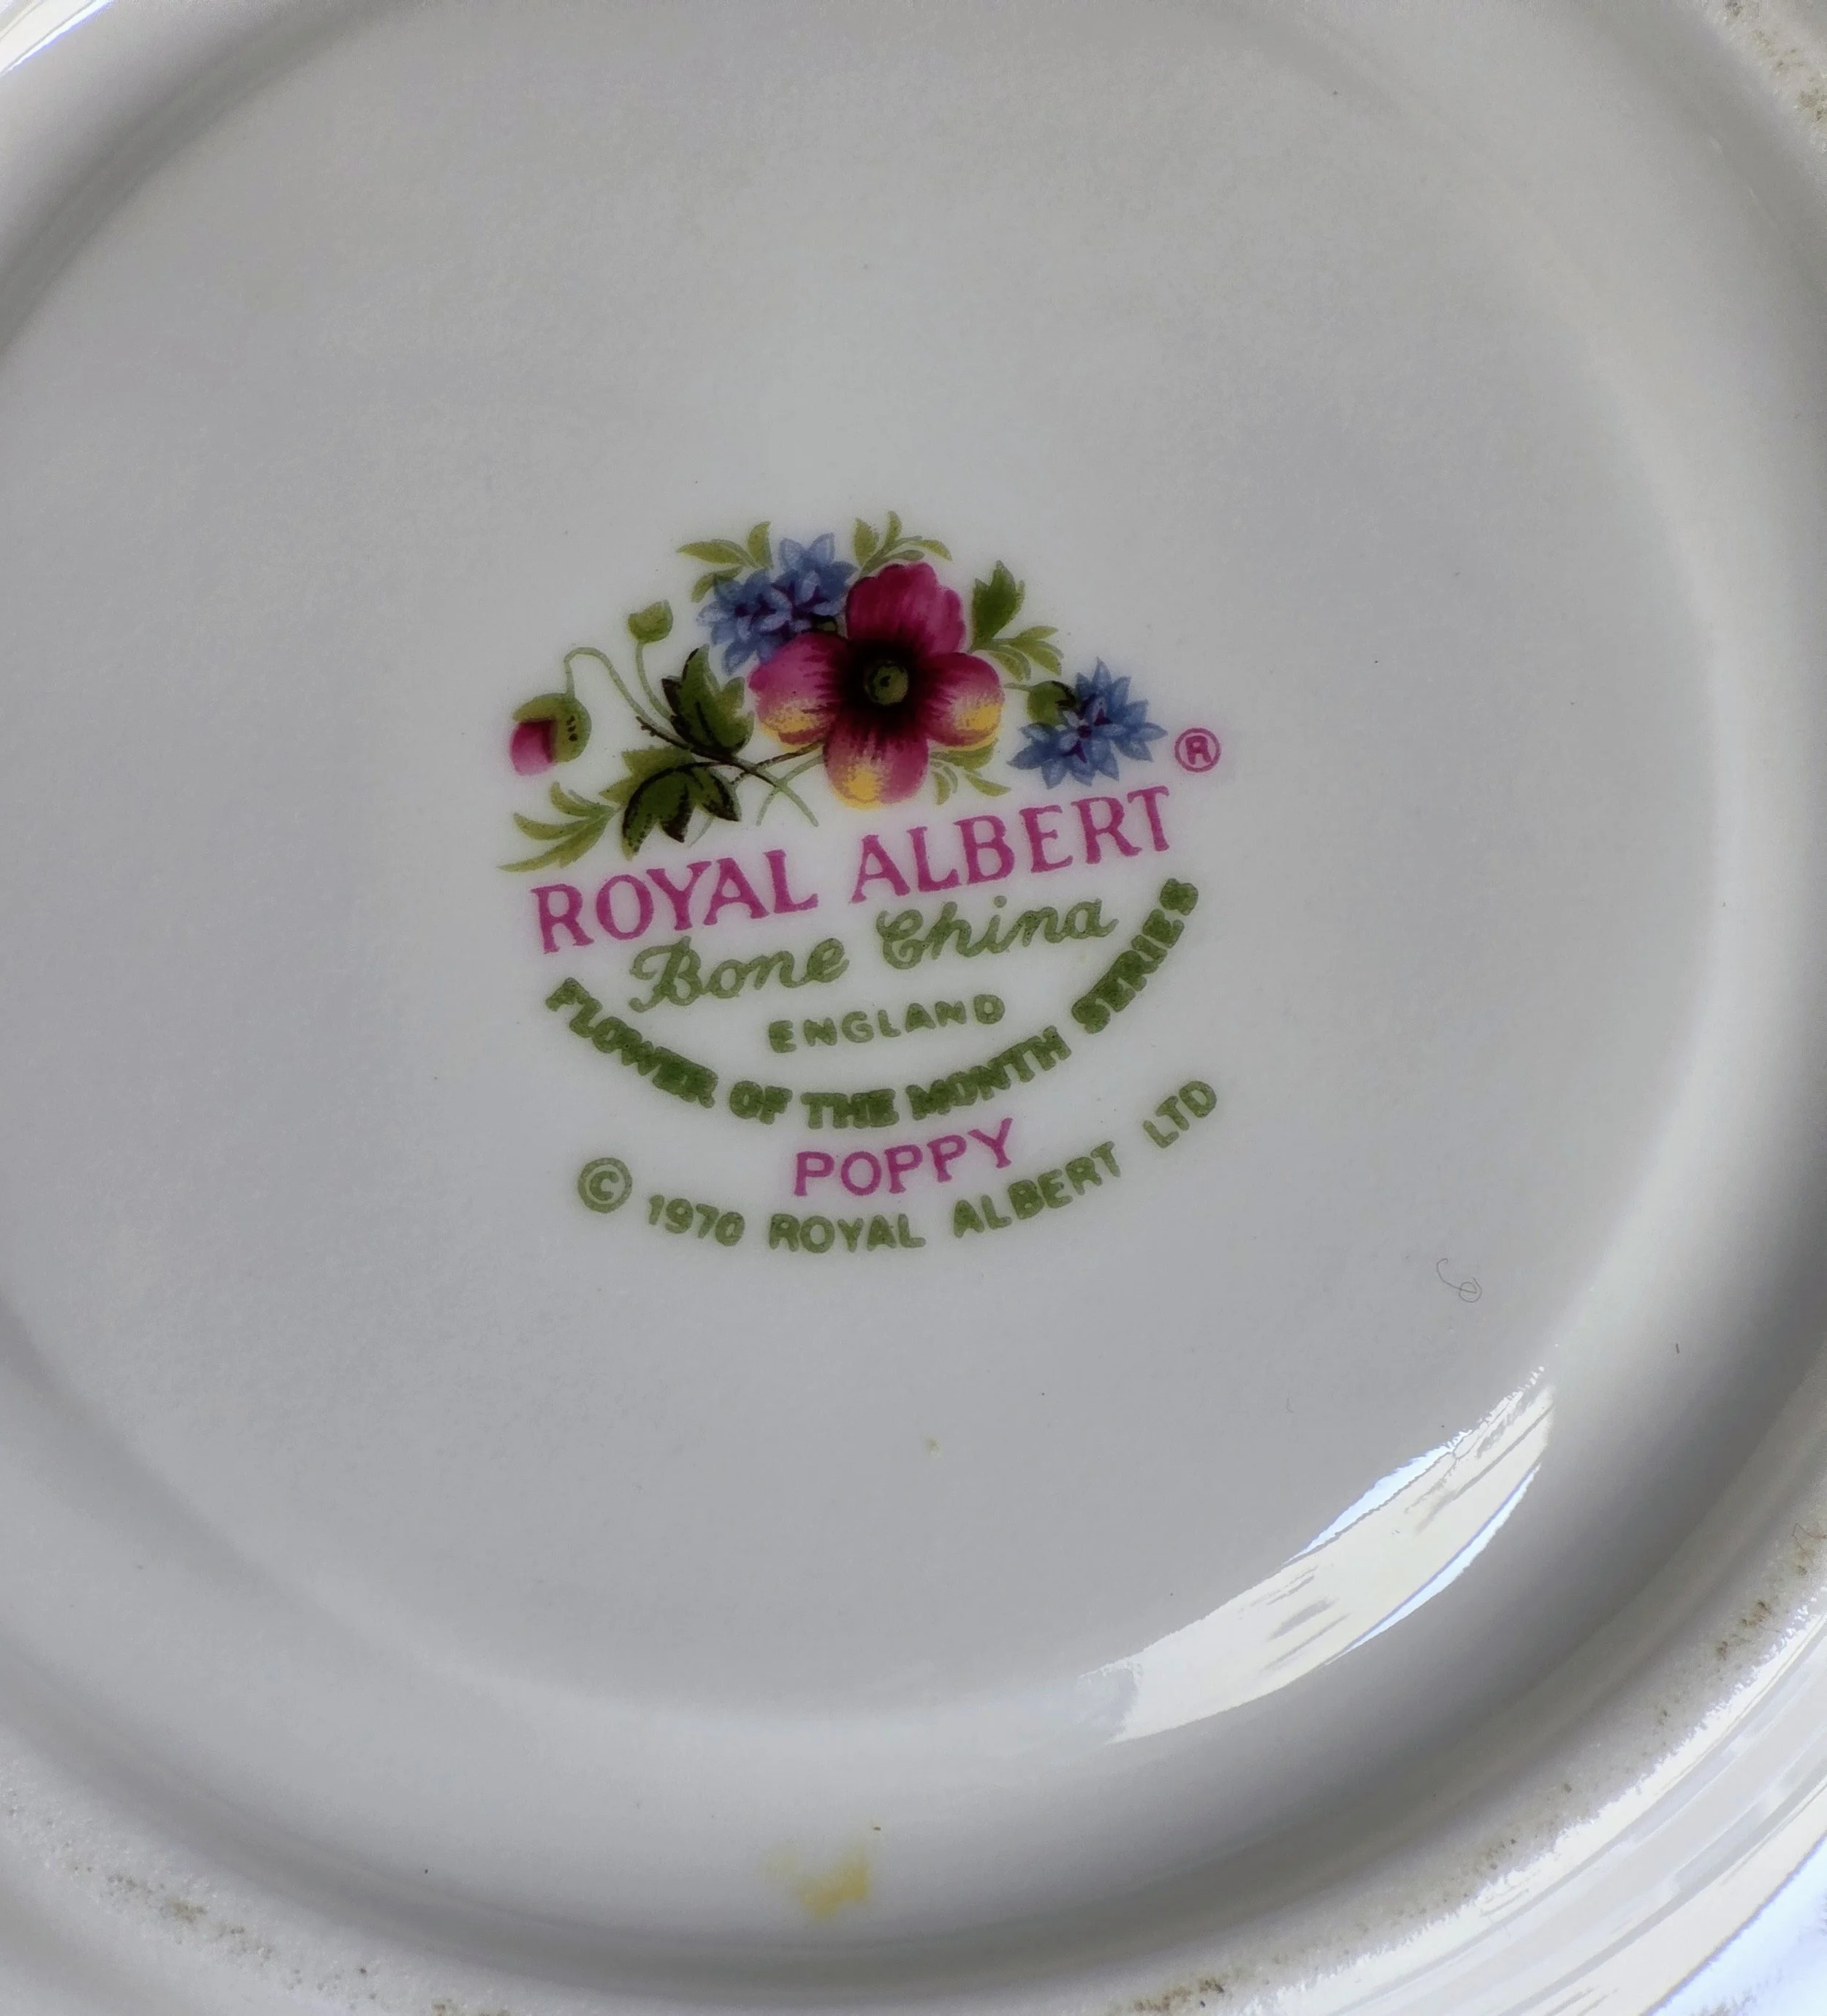 ®
ROYAL ALBERT
Bone China
ENGLAND
FLOWER OF THE MONTH SERIES
POPPY
© 1970 ROYAL ALBERT LTD